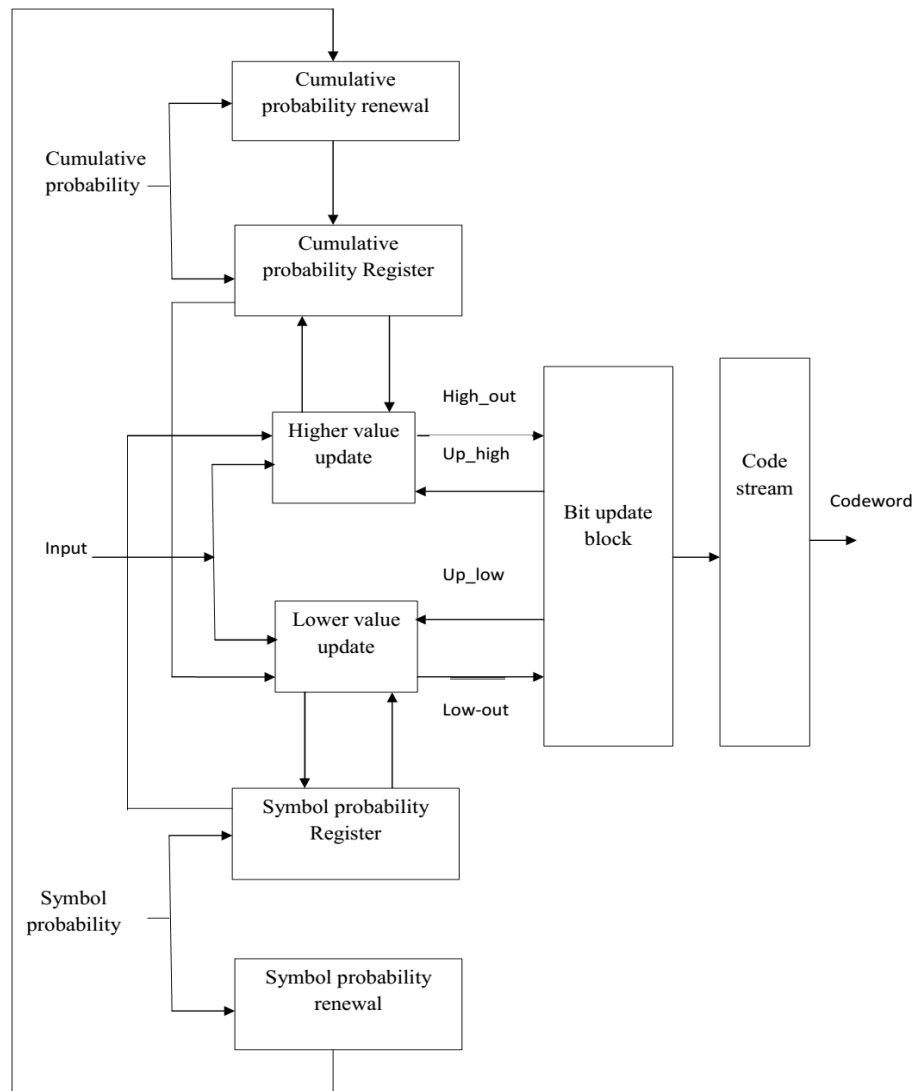 Cumulative
probability renewal
Cumulative
probability
Cumulative
probability Register
High_out
Higher value
update
Up_high
Code
stream
Codeword
Bit update
block
Input
Up_low
Lower value
update
Low-out
Symbol probability
Register
Symbol
probability
Symbol probability
renewal